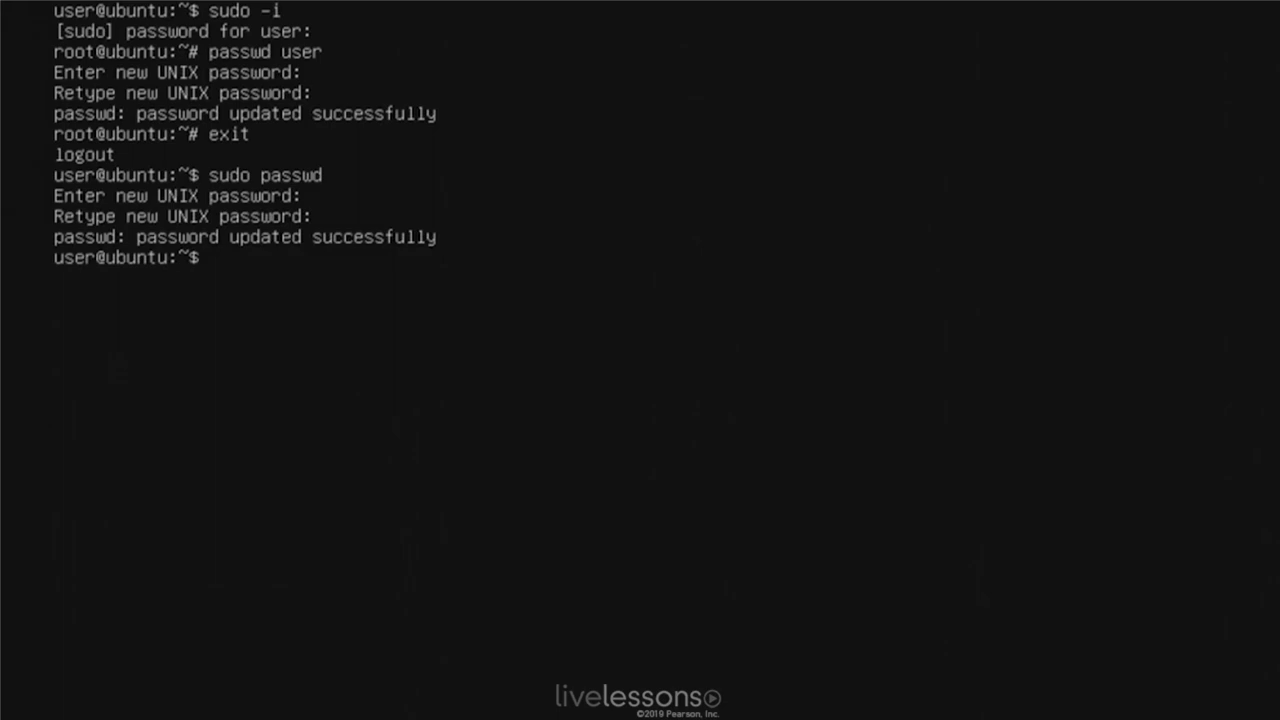 user@ubuntu:~$ sudo -i
[sudo] password for user:
root@ubuntu:~# passwd user
Enter new UNIX password:
Retype new UNIX password:
passwd: password updated successfully
root@ubuntu:~# exit
logout
user@ubuntu:~$ sudo passwd
Enter new UNIX password:
Retype new UNIX password:
passwd: password updated successfully
user@ubuntu:~$
livelessons
©2019 Pearson, Inc.